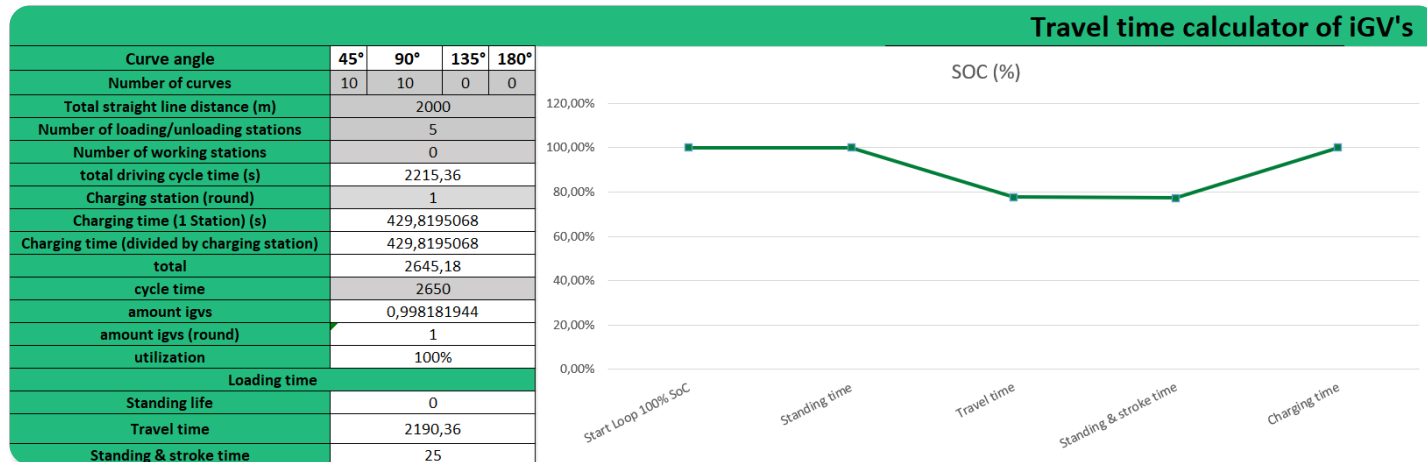 Travel time calculator of iGV's
Curve angle 45° 90° 135° 180°
Number of curves 10 10 0 0
Total straight line distance (m) 2000
Number of loading/unloading stations 5
Number of working stations 0
total driving cycle time (s) 2215,36
Charging station (round) 1
Charging time (1 Station) (s) 429,8195068
Charging time (divided by charging station) 429,8195068
total 2645,18
cycle time 2650
amount igvs 0,998181944
amount igvs (round) 1
utilization 100%
Loading time
Standing life 0
Travel time 2190,36
Standing & stroke time 25
SOC (%)
120,00%
100,00%
80,00%
60,00%
40,00%
20,00%
0,00%
Start Loop 100% SoC
Standing time
Travel time
Standing & stroke time
Charging time